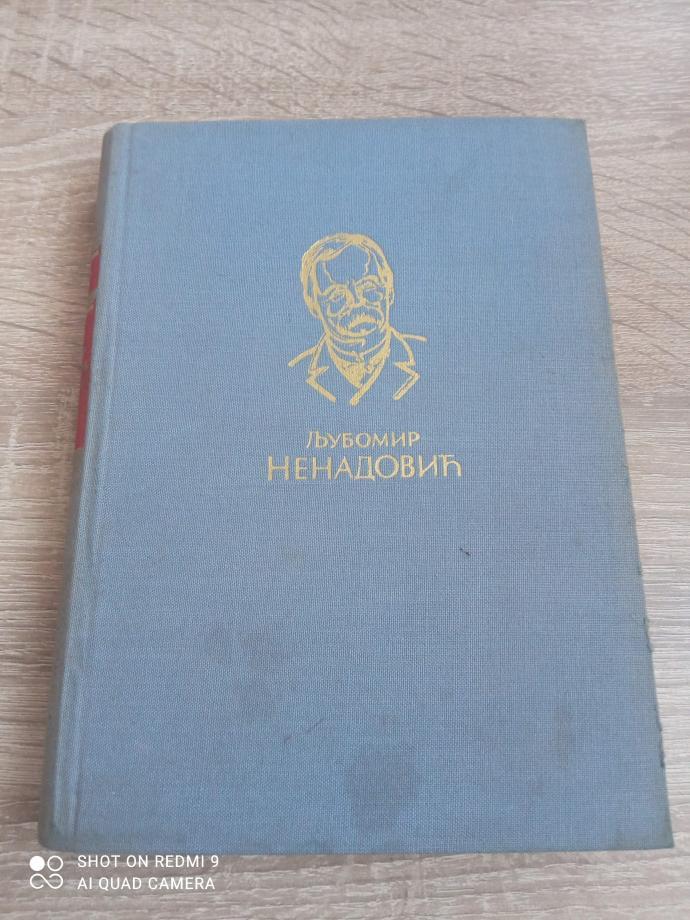 ЉУБОМИР
НЕНАДОВИЋ
SHOT ON REDMI 9
AI QUAD CAMERA